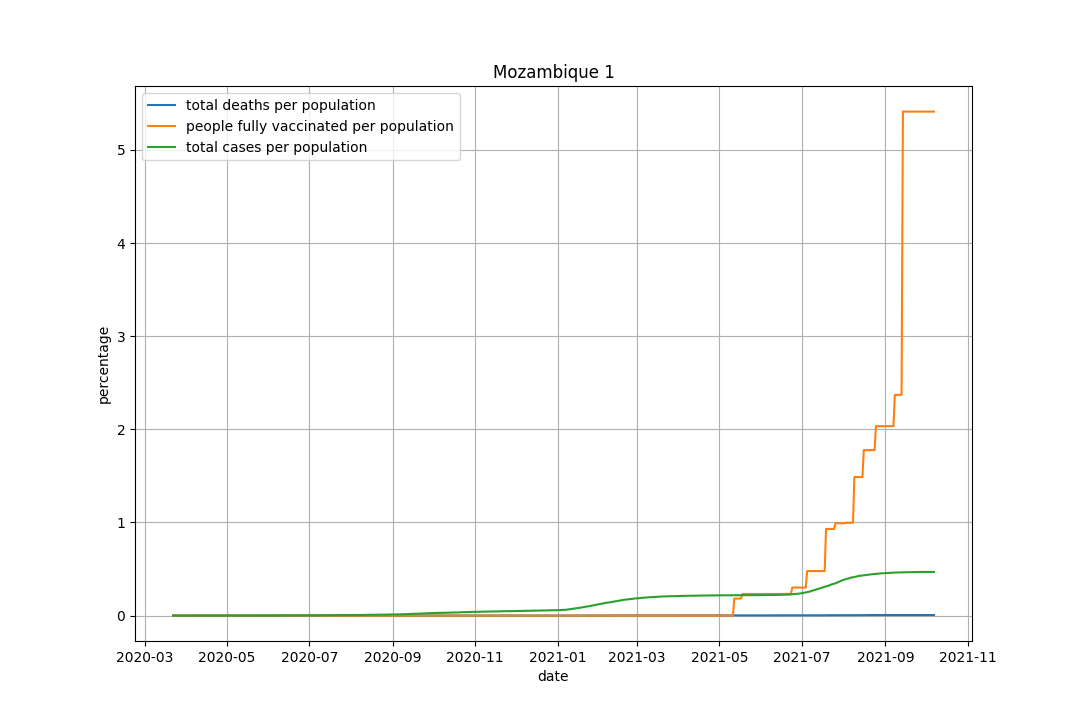 Mozambique 1
total deaths per population
people fully vaccinated per population
total cases per population
percentage
5
4
3
2
1
0
2020-03 2020-05 2020-07 2020-09 2020-11 2021-01 2021-03 2021-05 2021-07 2021-09 2021-11
date